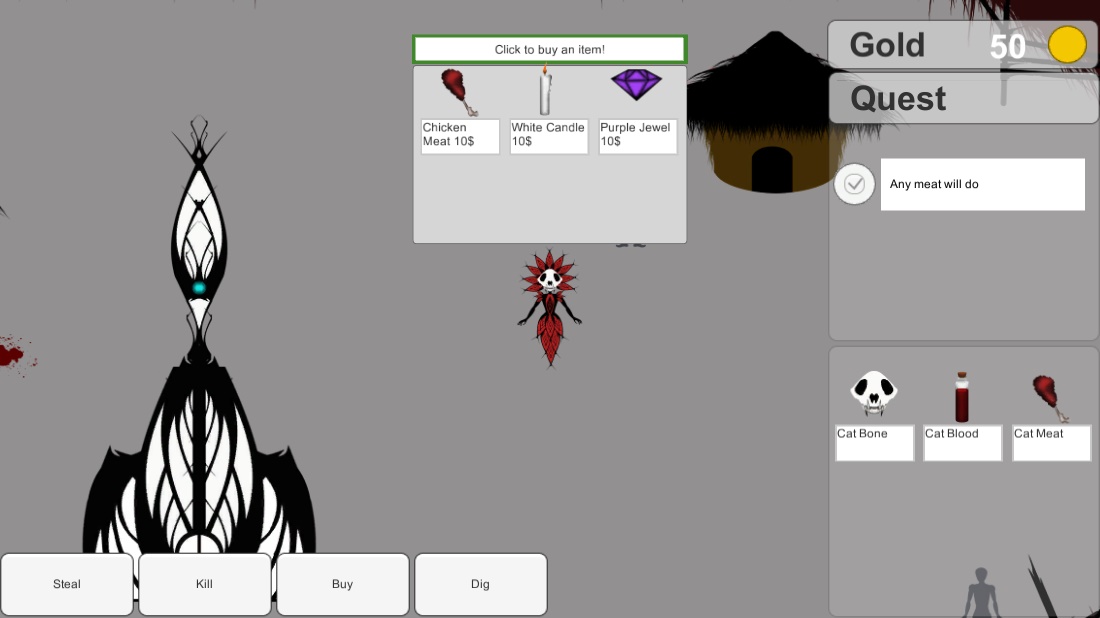 Click to buy an item!
Chicken
Meat 10$
White Candle
10$
Purple Jewel
10$
Gold 50
Quest
Any meat will do
Cat Bone
Cat Blood
Cat Meat
Steal
Kill
Buy
Dig